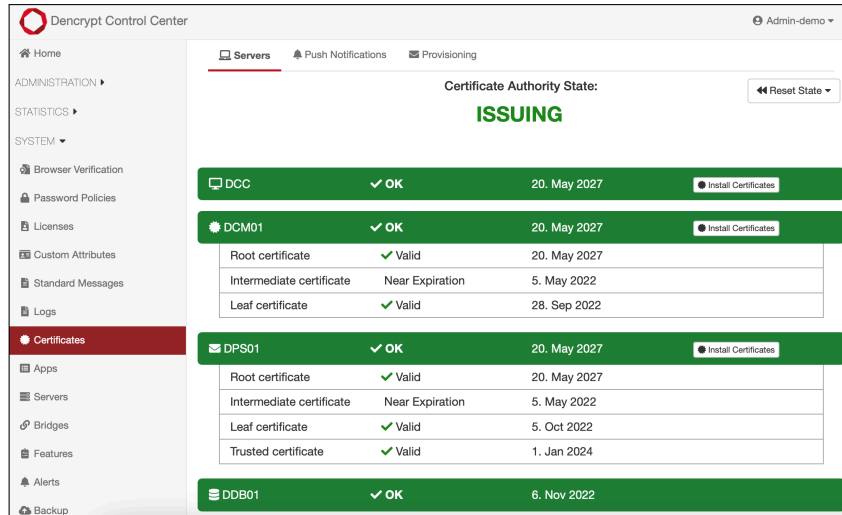 Dencrypt Control Center
Admin-demo
Home
ADMINISTRATION
STATISTICS
SYSTEM
Browser Verification
Password Policies
Licenses
Custom Attributes
Standard Messages
Logs
Certificates
Apps
Servers
Bridges
Features
Alerts
Backup
Servers Push Notifications Provisioning
Certificate Authority State:
Reset State
ISSUING
DCC OK 20. May 2027 Install Certificates
DCM01 OK 20. May 2027 Install Certificates
Root certificate Valid 20. May 2027
Intermediate certificate Near Expiration 5. May 2022
Leaf certificate Valid 28. Sep 2022
DPS01 OK 20. May 2027 Install Certificates
Root certificate Valid 20. May 2027
Intermediate certificate Near Expiration 5. May 2022
Leaf certificate Valid 5. Oct 2022
Trusted certificate Valid 1. Jan 2024
DDB01 OK 6. Nov 2022